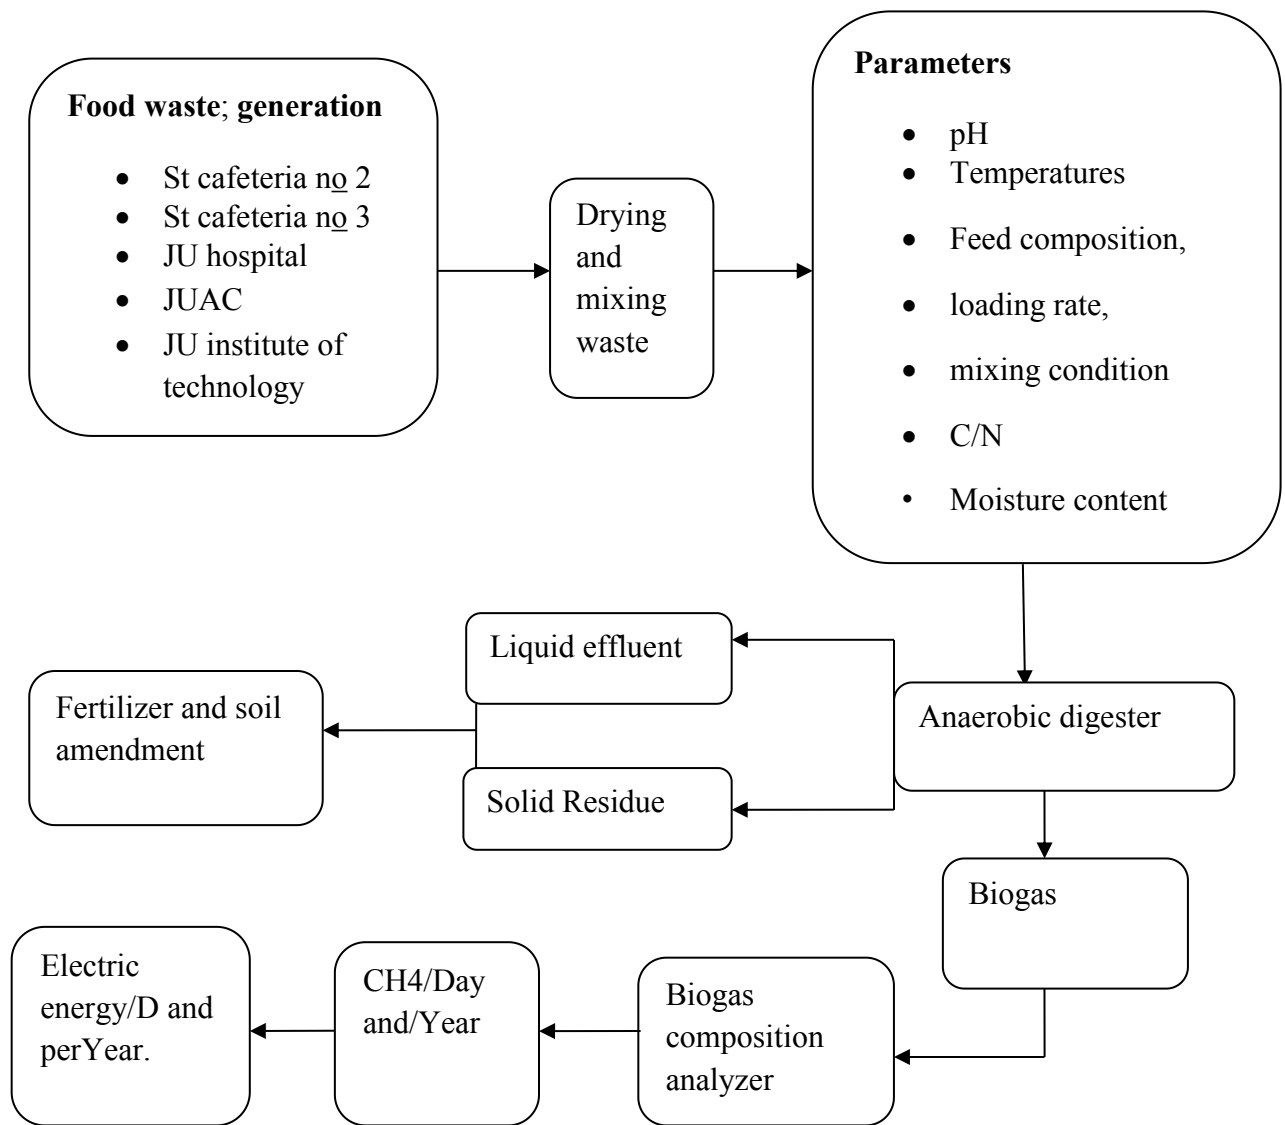 Food waste; generation
• St cafeteria no 2
• St cafeteria no 3
• JU hospital
• JUAC
• JU institute of
technology
Drying
and
mixing
waste
Parameters
• pH
• Temperatures
• Feed composition,
• loading rate,
• mixing condition
• C/N
• Moisture content
Liquid effluent
Fertilizer and soil
amendment
Anaerobic digester
Solid Residue
Biogas
Electric
energy/D and
perYear.
CH4/Day
and/Year
Biogas
composition
analyzer